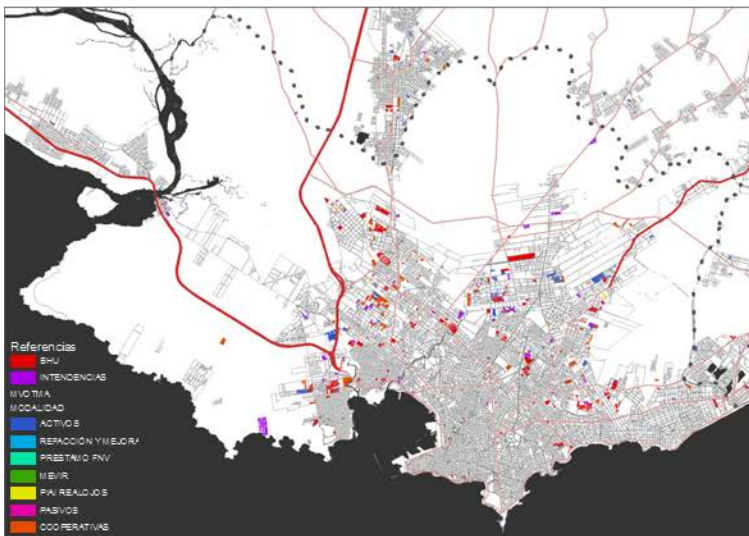 Referencias
BHU
INTENDENCIAS
MVOTMA
MODALIDAD
ACTIVOS
REFACCIÓN Y MEJORA
PRESTAMO FNV
MEVIR
PIAI REALOJOS
PASIVOS
COOPERATIVAS